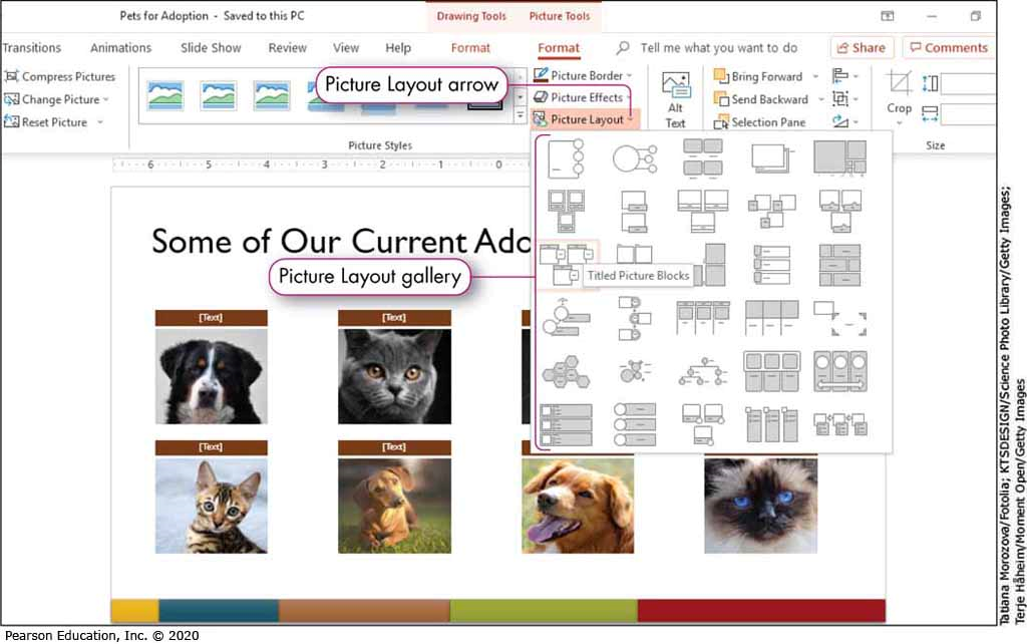 Pets for Adoption - Saved to this PC
Drawing Tools
Picture Tools
Transitions
Animations
Slide Show
Review
View
Help
Format
Format
Tell me what you want to do
Share
Comments
Compress Pictures
Change Picture
Reset Picture
Picture Layout arrow
Picture Border
Picture Effects
Picture Layout
Alt
Text
Bring Forward
Send Backward
Selection Pane
Crop
Picture Styles
Size
6 5 4 3 2 1 0
Some of Our Current Ado
Picture Layout gallery
Titled Picture Blocks
[Text]
[Text]
[Text]
[Text]
Tatiana Morozova/Fotolia; KTSDESIGN/Science Photo Library/Getty Images;
Terje Håheim/Moment Open/Getty Images
Pearson Education, Inc. © 2020